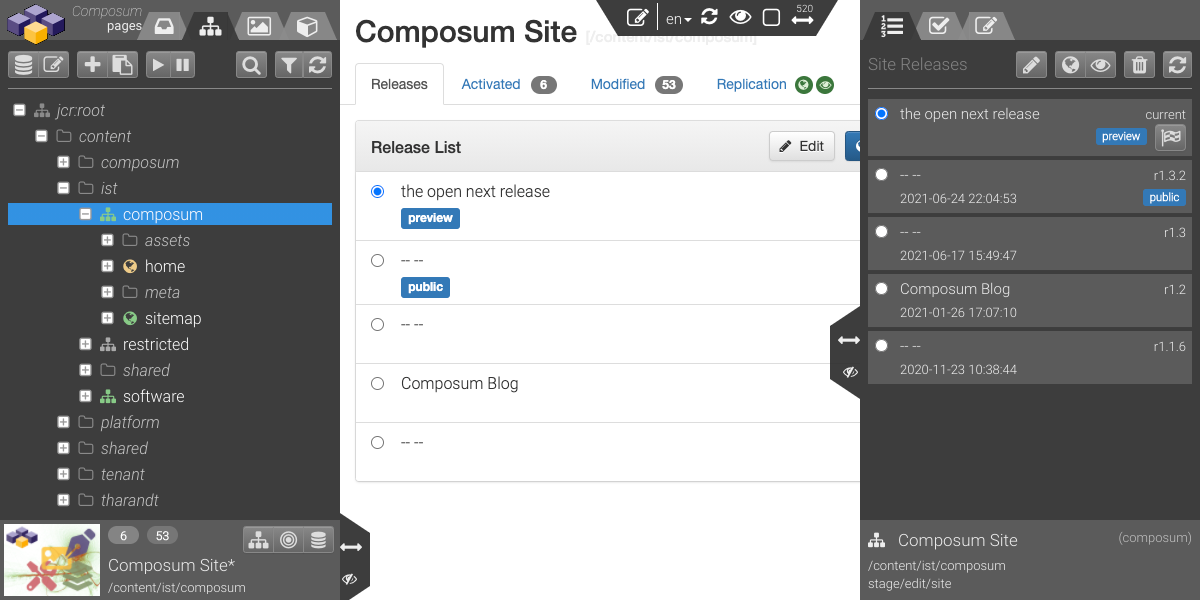 Composum
pages
jcr:root
content
composum
ist
composum
assets
home
meta
sitemap
restricted
shared
software
platform
shared
tenant
tharandt
6 53
Composum Site*
/content/ist/composum
Composum Site [/content/ist/composum]
en
520
Releases Activated 6 Modified 53 Replication
Release List Edit
the open next release
preview
-- --
public
-- --
Composum Blog
-- --
Site Releases
the open next release current
preview
-- -- r1.3.2
2021-06-24 22:04:53 public
-- -- r1.3
2021-06-17 15:49:47
Composum Blog r1.2
2021-01-26 17:07:10
-- -- r1.1.6
2020-11-23 10:38:44
Composum Site (composum)
/content/ist/composum
stage/edit/site